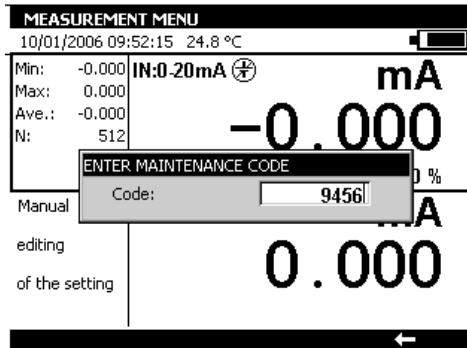 MEASUREMENT MENU
10/01/2006 09:52:15 24.8 °C
Min: -0.000 IN:0-20mA mA
Max: 0.000
Ave.: -0.000 -0.000
N: 512
ENTER MAINTENANCE CODE
Code: 9456
%
Manual
editing
of the setting
0.000